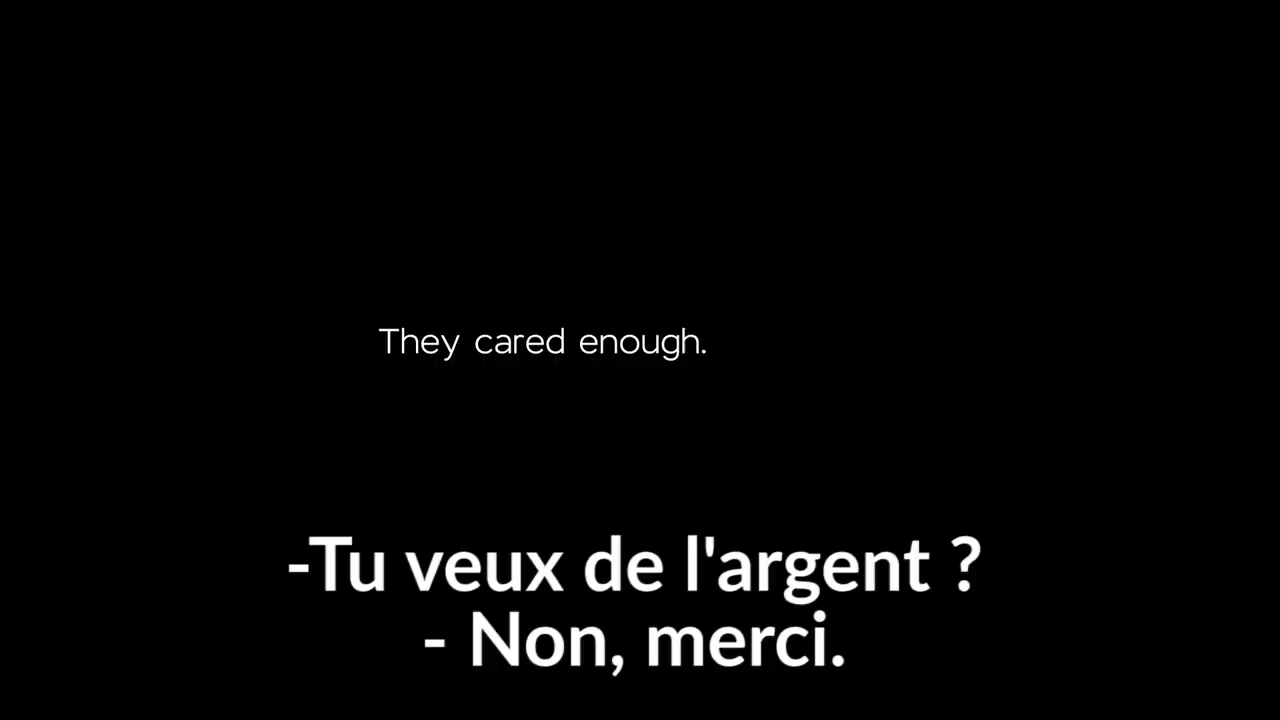 They cared enough.
-Tu veux de l'argent ?
- Non, merci.